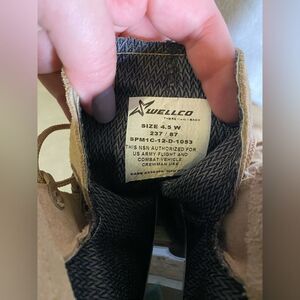 WELLCO
SIZE 4.5 W
237 / 87
SPM1C-12-D-1053
THIS NSN AUTHORIZED FOR
US ARMY FLIGHT AND
COMBAT VEHICLE
CREWMAN USE